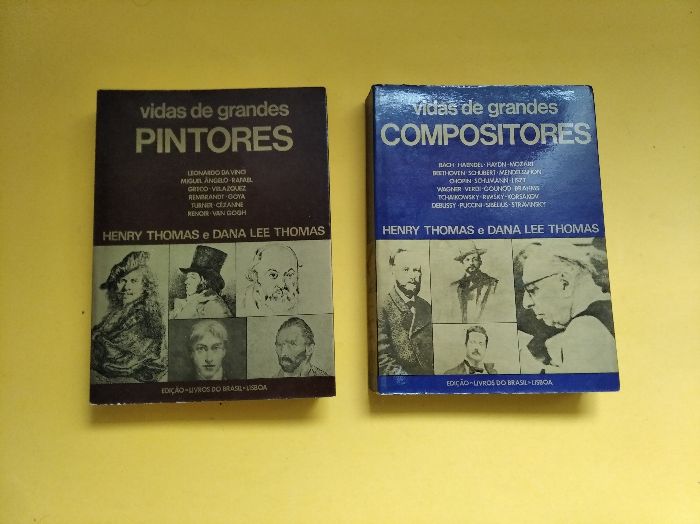 vidas de grandes
PINTORES
LEONARDO DA VINCI
MIGUEL ÂNGELO - RAFAEL
GRECO - VELAZQUEZ
REMBRANDT - GOYA
TURNER - CÉZANNE
RENOIR - VAN GOGH
HENRY THOMAS e DANA LEE THOMAS
EDIÇÃO - LIVROS DO BRASIL - LISBOA
vidas de grandes
COMPOSITORES
BACH - HAENDEL - HAYDN - MOZART
BEETHOVEN - SCHUBERT - MENDELSSOHN
CHOPIN - SCHUMANN - LISZT
WAGNER - VERDI - GOUNOD - BRAHMS
TCHAIKOWSKY - RIMSKY - KORSAKOV
DEBUSSY - PUCCINI - SIBELIUS - STRAVINSKY
HENRY THOMAS e DANA LEE THOMAS
EDIÇÃO - LIVROS DO BRASIL - LISBOA